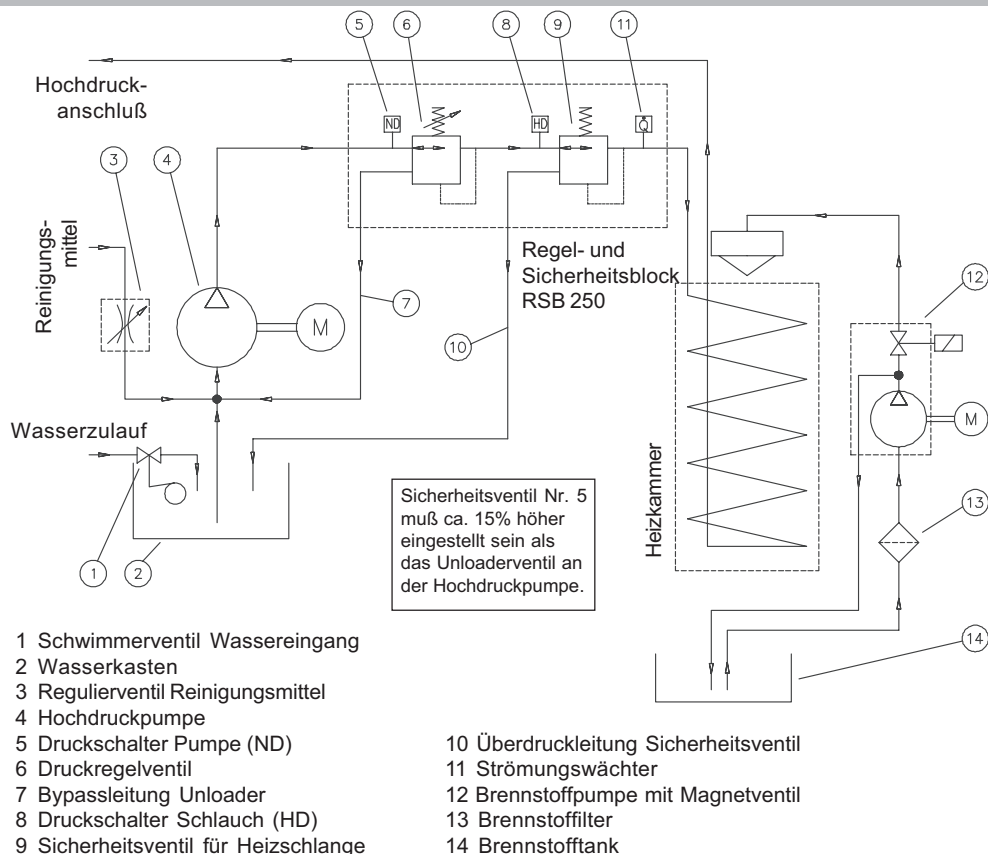 5
6
8
9
11
Hochdruck-
anschluß
3
4
ND
HD
Q̇
Reinigungs-
mittel
M
7
10
Regel- und
Sicherheitsblock
RSB 250
12
Wasserzulauf
M
Heizkammer
Sicherheitsventil Nr. 5
muß ca. 15% höher
eingestellt sein als
das Unloaderventil an
der Hochdruckpumpe.
13
1
2
14
1 Schwimmerventil Wassereingang
2 Wasserkasten
3 Regulierventil Reinigungsmittel
4 Hochdruckpumpe
5 Druckschalter Pumpe (ND)
6 Druckregelventil
7 Bypassleitung Unloader
8 Druckschalter Schlauch (HD)
9 Sicherheitsventil für Heizschlange
10 Überdruckleitung Sicherheitsventil
11 Strömungswächter
12 Brennstoffpumpe mit Magnetventil
13 Brennstoffilter
14 Brennstofftank